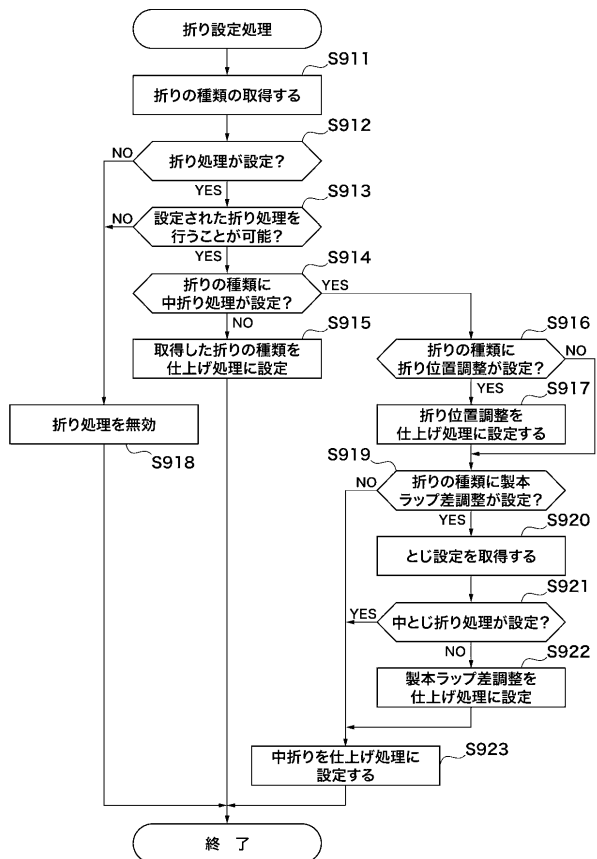 折り設定処理
S911
折りの種類の取得する
S912
折り処理が設定?
NO
YES
S913
設定された折り処理を
行うことが可能?
NO
YES
S914
折りの種類に
中折り処理が設定?
YES
NO
S915
取得した折りの種類を
仕上げ処理に設定
S916
折りの種類に
折り位置調整が設定?
NO
YES
S917
折り位置調整を
仕上げ処理に設定する
折り処理を無効
S918
S919
折りの種類に製本
ラップ差調整が設定?
NO
YES
S920
とじ設定を取得する
S921
中とじ折り処理が設定?
YES
NO
S922
製本ラップ差調整を
仕上げ処理に設定
S923
中折りを仕上げ処理に
設定する
終 了